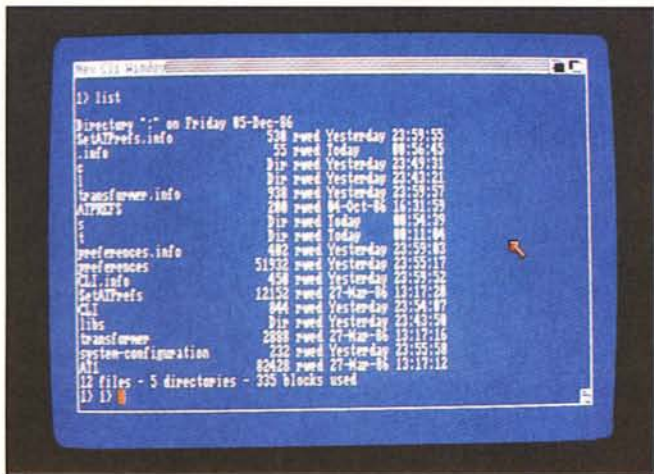 New CLI Window
1) list
Directory ":" on Friday 05-Dec-86
SetAIPrefs.info 530 rwed Yesterday 23:59:55
.info 55 rwed Today 00:56:45
c Dir rwed Yesterday 23:49:31
l Dir rwed Yesterday 23:43:21
transformer.info 938 rwed Yesterday 23:59:57
AIPREFS 200 rwed 04-Oct-86 16:31:59
s Dir rwed Today 00:54:39
t Dir rwed Today 00:11:04
preferences.info 402 rwed Yesterday 23:59:03
preferences 51932 rwed Yesterday 23:55:17
CLI.info 450 rwed Yesterday 23:59:52
SetAIPrefs 12152 rwed 27-Mar-86 13:17:28
CLI 844 rwed Yesterday 23:54:07
libs Dir rwed Yesterday 23:43:50
transformer 2888 rwed 27-Mar-86 13:17:16
system-configuration 232 rwed Yesterday 23:55:58
AI1 82428 rwed 27-Mar-86 13:17:12
12 files - 5 directories - 335 blocks used
1) 1)